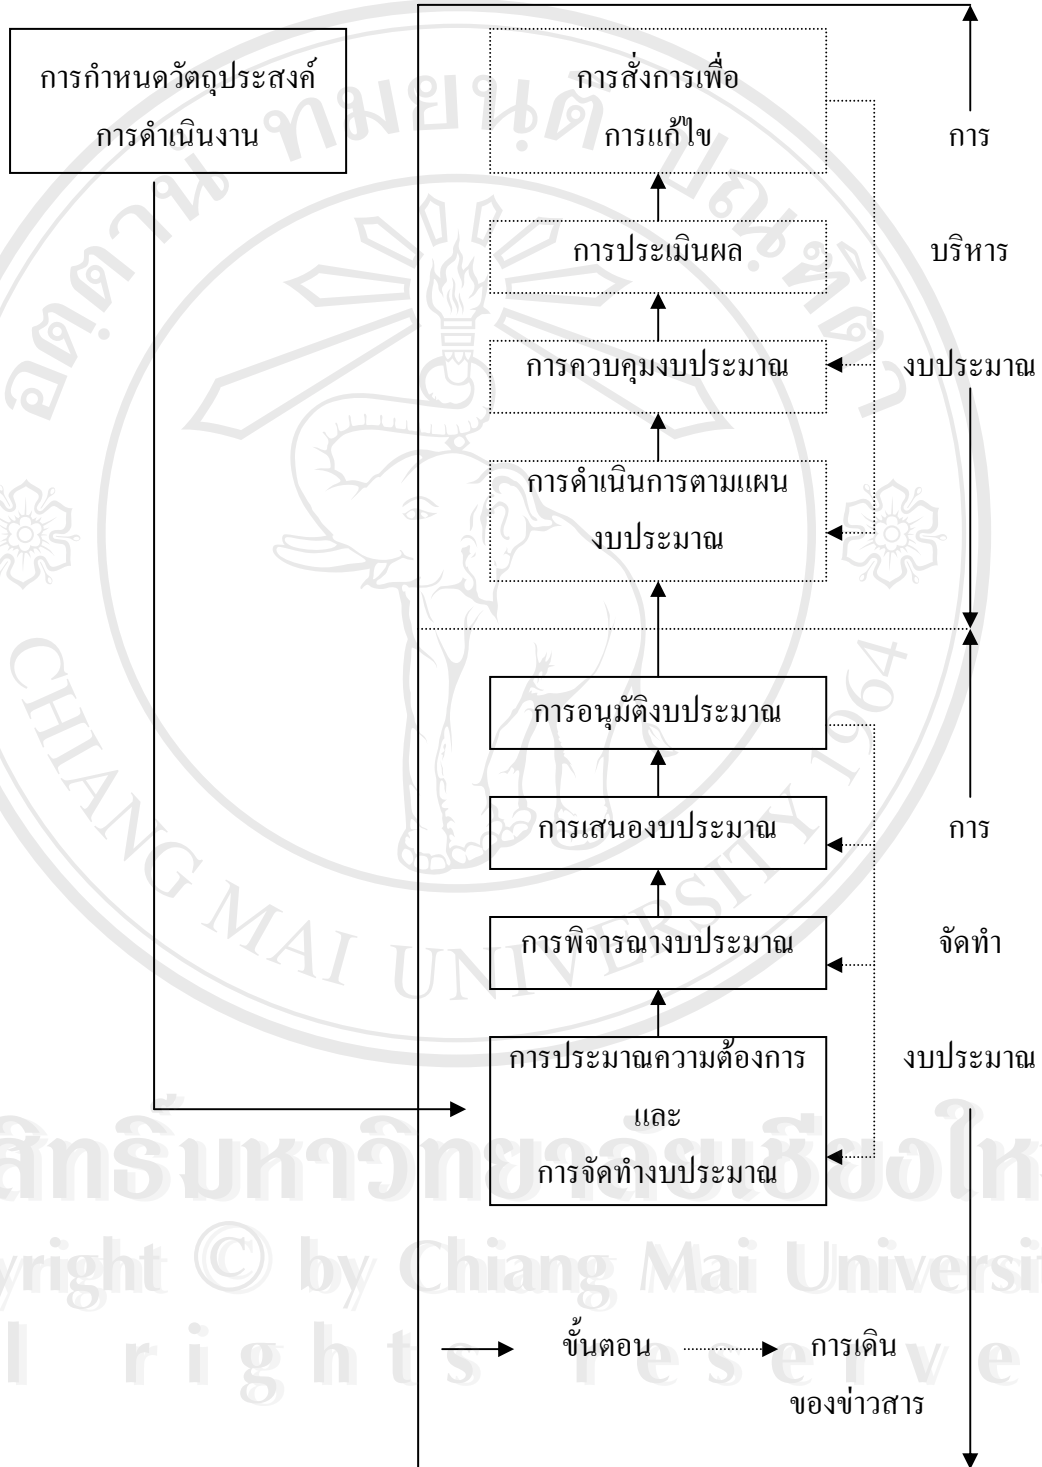 การกำหนดวัตถุประสงค์
การดำเนินงาน
การสั่งการเพื่อ
การแก้ไข
การ
การประเมินผล
บริหาร
การควบคุมงบประมาณ
งบประมาณ
การดำเนินการตามแผน
งบประมาณ
การอนุมัติงบประมาณ
การเสนองบประมาณ
การ
การพิจารณางบประมาณ
จัดทำ
การประมาณความต้องการ
งบประมาณ
และ
การจัดทำงบประมาณ
ขั้นตอน
การเดิน
ของข่าวสาร
CHIANG MAI UNIVERSITY 1964
สิทธิ์มหาวิทยาลัยเชียงให
yright © by Chiang Mai Universi
l rights reserve